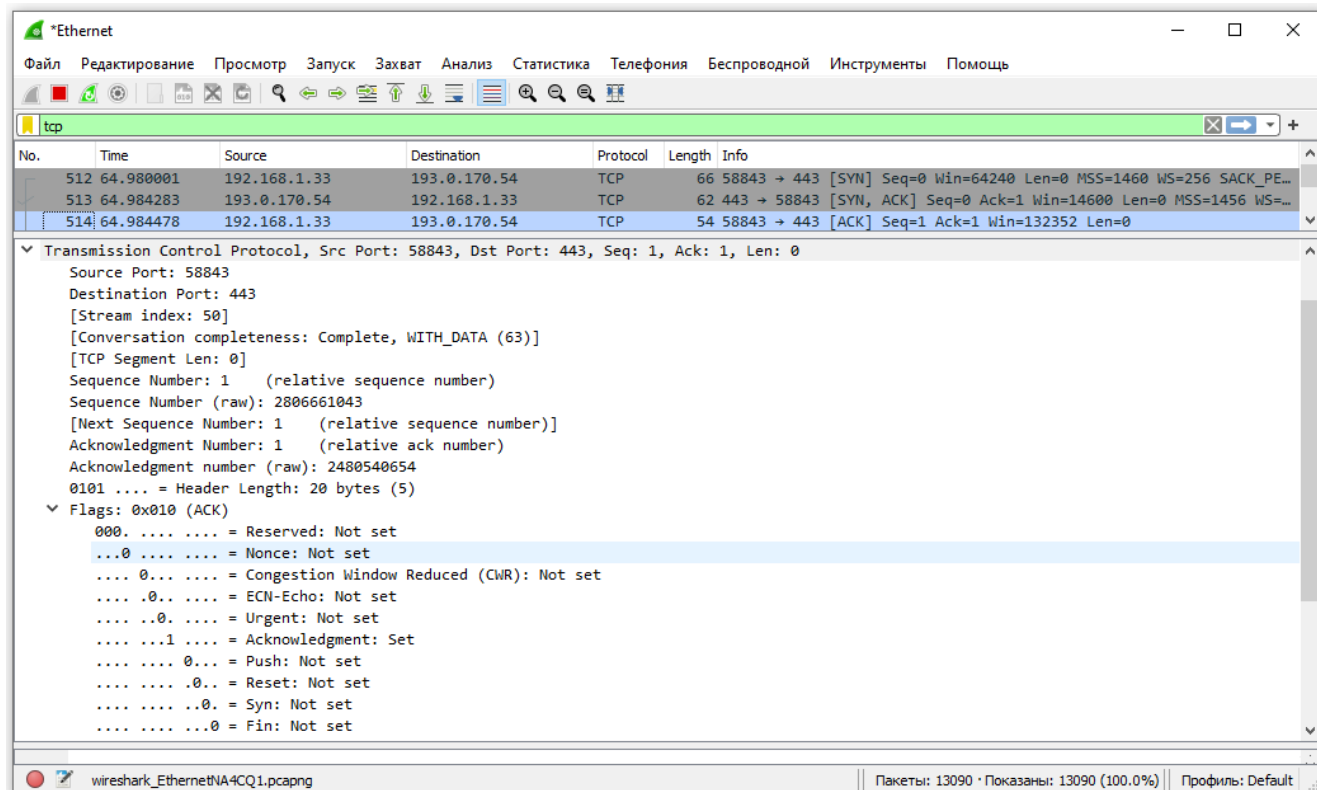 *Ethernet
Файл Редактирование Просмотр Запуск Захват Анализ Статистика Телефония Беспроводной Инструменты Помощь
tcp
No. Time Source Destination Protocol Length Info
512 64.980001 192.168.1.33 193.0.170.54 TCP 66 58843 → 443 [SYN] Seq=0 Win=64240 Len=0 MSS=1460 WS=256 SACK_PE…
513 64.984283 193.0.170.54 192.168.1.33 TCP 62 443 → 58843 [SYN, ACK] Seq=0 Ack=1 Win=14600 Len=0 MSS=1456 WS=…
514 64.984478 192.168.1.33 193.0.170.54 TCP 54 58843 → 443 [ACK] Seq=1 Ack=1 Win=132352 Len=0
Transmission Control Protocol, Src Port: 58843, Dst Port: 443, Seq: 1, Ack: 1, Len: 0
Source Port: 58843
Destination Port: 443
[Stream index: 50]
[Conversation completeness: Complete, WITH_DATA (63)]
[TCP Segment Len: 0]
Sequence Number: 1 (relative sequence number)
Sequence Number (raw): 2806661043
[Next Sequence Number: 1 (relative sequence number)]
Acknowledgment Number: 1 (relative ack number)
Acknowledgment number (raw): 2480540654
0101 .... = Header Length: 20 bytes (5)
Flags: 0x010 (ACK)
000. .... .... = Reserved: Not set
...0 .... .... = Nonce: Not set
.... 0... .... = Congestion Window Reduced (CWR): Not set
.... .0.. .... = ECN-Echo: Not set
.... ..0. .... = Urgent: Not set
.... ...1 .... = Acknowledgment: Set
.... .... 0... = Push: Not set
.... .... .0.. = Reset: Not set
.... .... ..0. = Syn: Not set
.... .... ...0 = Fin: Not set
wireshark_EthernetNA4CQ1.pcapng Пакеты: 13090 · Показаны: 13090 (100.0%) Профиль: Default